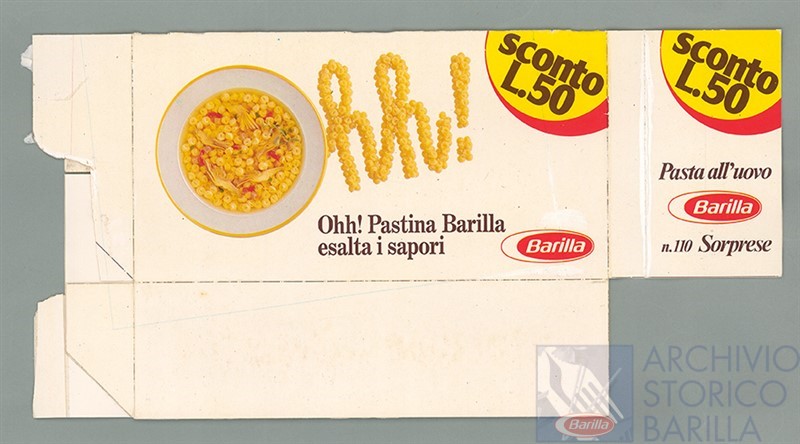 hh!
sconto
L.50
Ohh! Pastina Barilla
esalta i sapori
Barilla
sconto
L.50
Pasta all'uovo
Barilla
n.110 Sorprese
ARCHIVIO
STORICO
BARILLA
Barilla